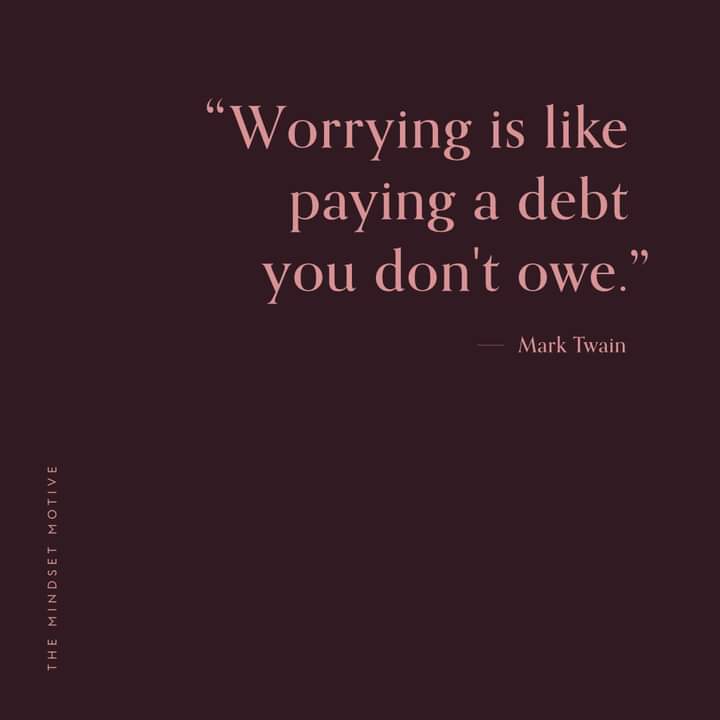 “Worrying is like
paying a debt
you don't owe.”
— Mark Twain
THE MINDSET MOTIVE